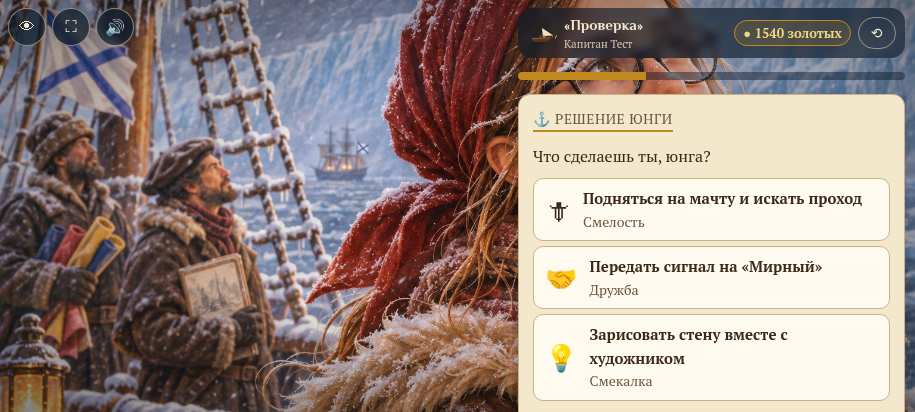 «Проверка»
Капитан Тест
● 1540 золотых
РЕШЕНИЕ ЮНГИ
Что сделаешь ты, юнга?
Подняться на мачту и искать проход
Смелость
Передать сигнал на «Мирный»
Дружба
Зарисовать стену вместе с
художником
Смекалка